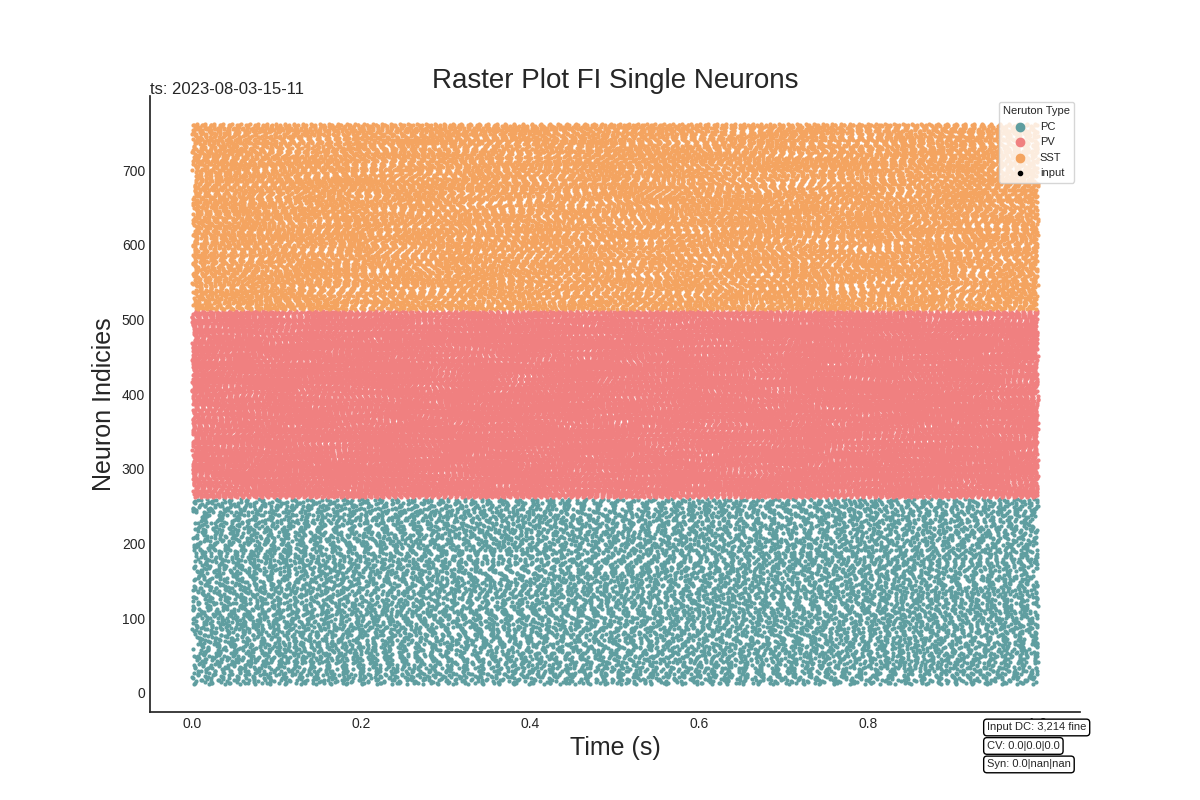 Raster Plot FI Single Neurons
ts: 2023-08-03-15-11
Neruton Type
PC
PV
SST
input
Neuron Indicies
700
600
500
400
300
200
100
0
0.0
0.2
0.4
0.6
0.8
Time (s)
Input DC: 3,214 fine
CV: 0.0|0.0|0.0
Syn: 0.0|nan|nan